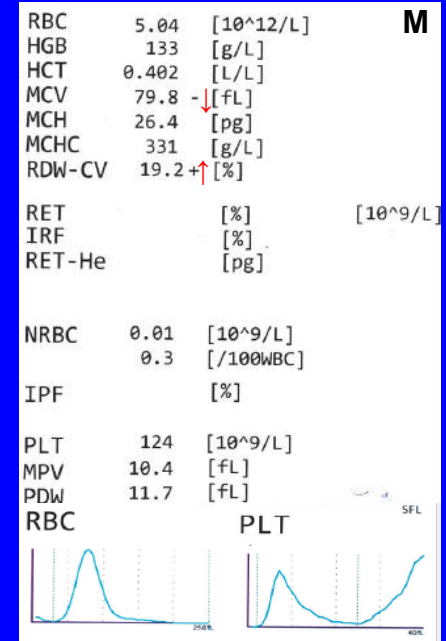 RBC 5.04 [10^12/L] M
HGB 133 [g/L]
HCT 0.402 [L/L]
MCV 79.8 - ↓ [fL]
MCH 26.4 [pg]
MCHC 331 [g/L]
RDW-CV 19.2+ ↑ [%]
RET [%] [10^9/L]
IRF [%]
RET-He [pg]
NRBC 0.01 [10^9/L]
0.3 [/100WBC]
IPF [%]
PLT 124 [10^9/L]
MPV 10.4 [fL]
PDW 11.7 [fL]
RBC PLT SFL
250fL 40fL